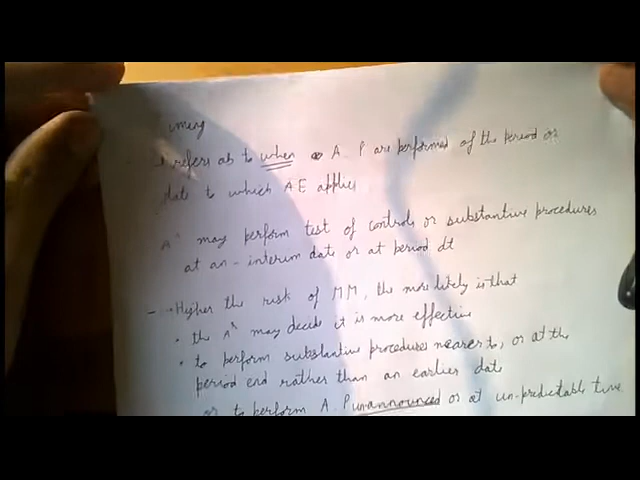 iming
t refers as to when A.P are performed of the period or
date to which AE applies
A^r may perform test of controls or substantive procedures
at an - interim date or at period dt
- Higher the risk of MM, the more likely is that
• the A^r may decide it is more effective
• to perform substantive procedures nearer to, or at the
period end rather than an earlier date
or to perform A.P unannounced or at un-predictable time